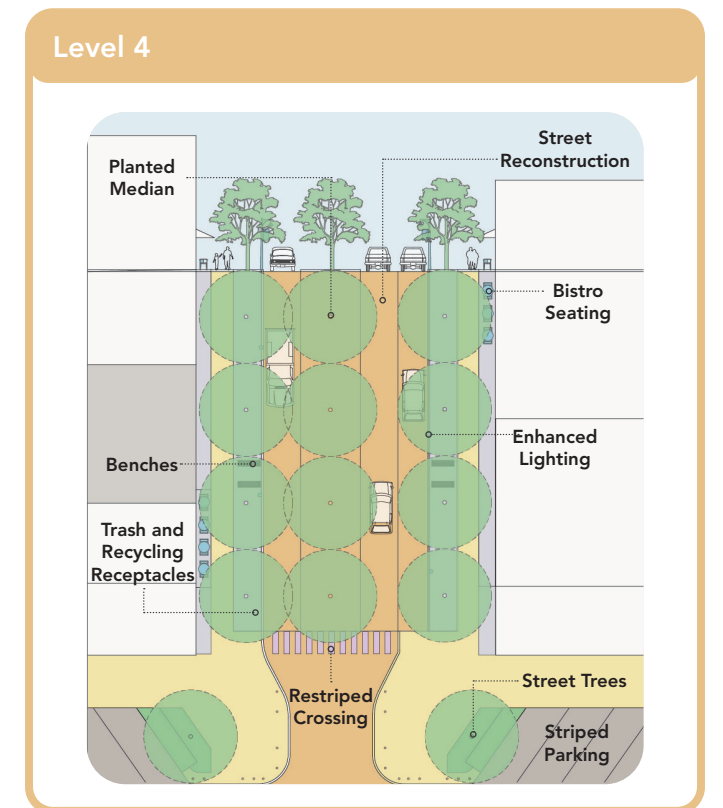 Level 4
Street
Reconstruction
Planted
Median
Bistro
Seating
Enhanced
Lighting
Benches
Trash and
Recycling
Receptacles
Restriped
Crossing
Street Trees
Striped
Parking